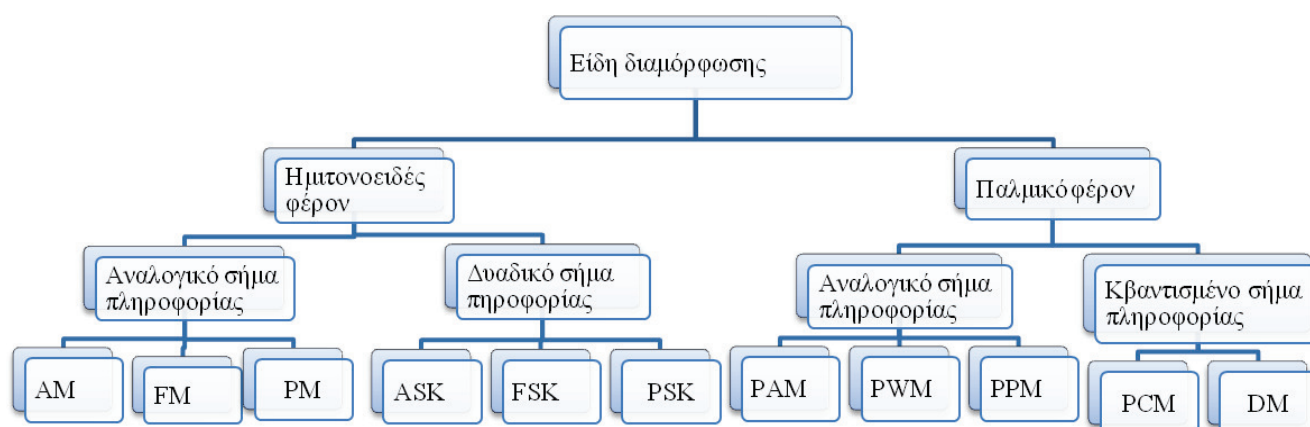 Είδη διαμόρφωσης
Ημιτονοειδές
φέρον
Παλμικό φέρον
Αναλογικό σήμα
πληροφορίας
Δυαδικό σήμα
πηροφορίας
Αναλογικό σήμα
πληροφορίας
Κβαντισμένο σήμα
πληροφορίας
AM
FM
PM
ASK
FSK
PSK
PAM
PWM
PPM
PCM
DM